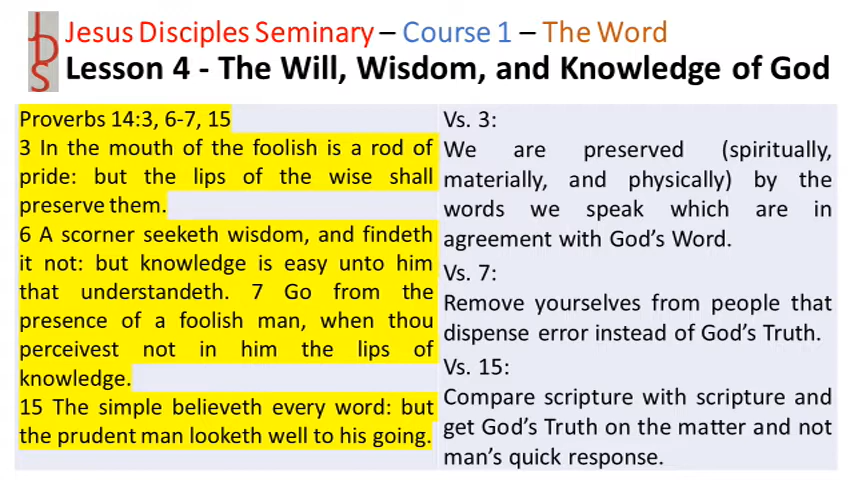 JDS
Jesus Disciples Seminary – Course 1 – The Word
Lesson 4 - The Will, Wisdom, and Knowledge of God
Proverbs 14:3, 6-7, 15
3 In the mouth of the foolish is a rod of
pride: but the lips of the wise shall
preserve them.
6 A scorner seeketh wisdom, and findeth
it not: but knowledge is easy unto him
that understandeth. 7 Go from the
presence of a foolish man, when thou
perceivest not in him the lips of
knowledge.
15 The simple believeth every word: but
the prudent man looketh well to his going.
Vs. 3:
We are preserved (spiritually,
materially, and physically) by the
words we speak which are in
agreement with God’s Word.
Vs. 7:
Remove yourselves from people that
dispense error instead of God’s Truth.
Vs. 15:
Compare scripture with scripture and
get God’s Truth on the matter and not
man’s quick response.